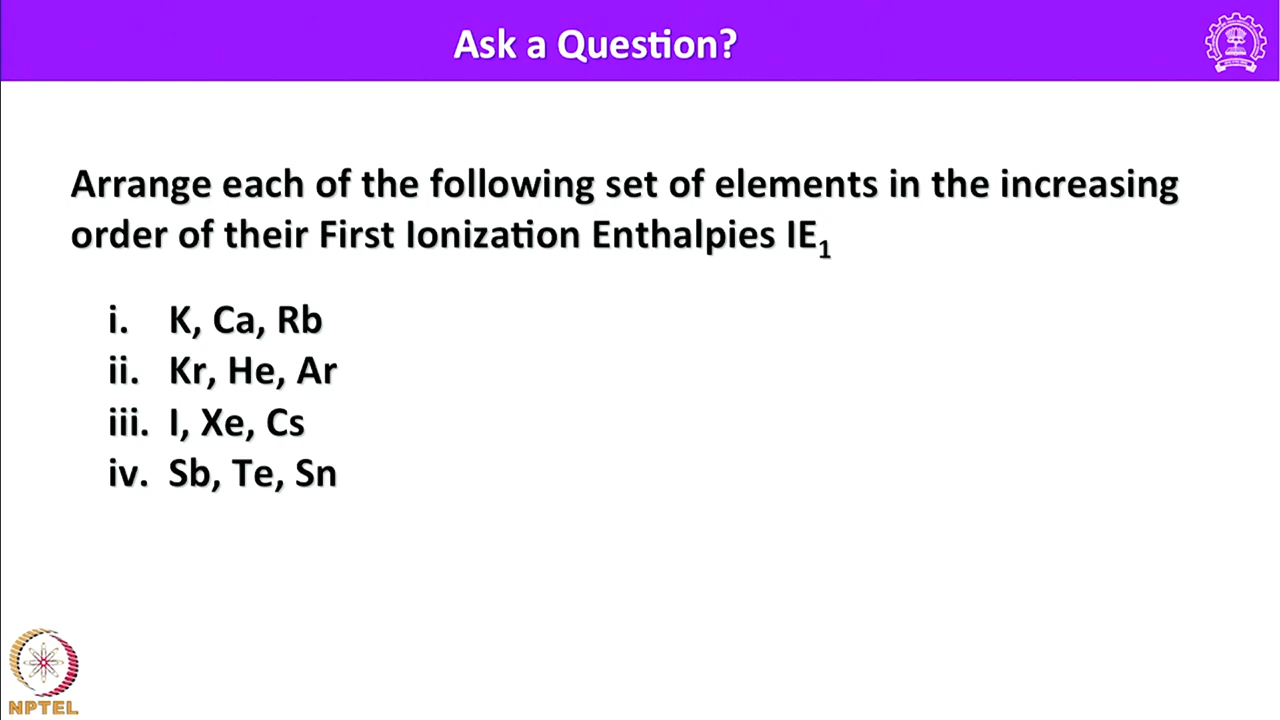 Ask a Question?
Arrange each of the following set of elements in the increasing
order of their First Ionization Enthalpies IE₁
i. K, Ca, Rb
ii. Kr, He, Ar
iii. I, Xe, Cs
iv. Sb, Te, Sn
NPTEL